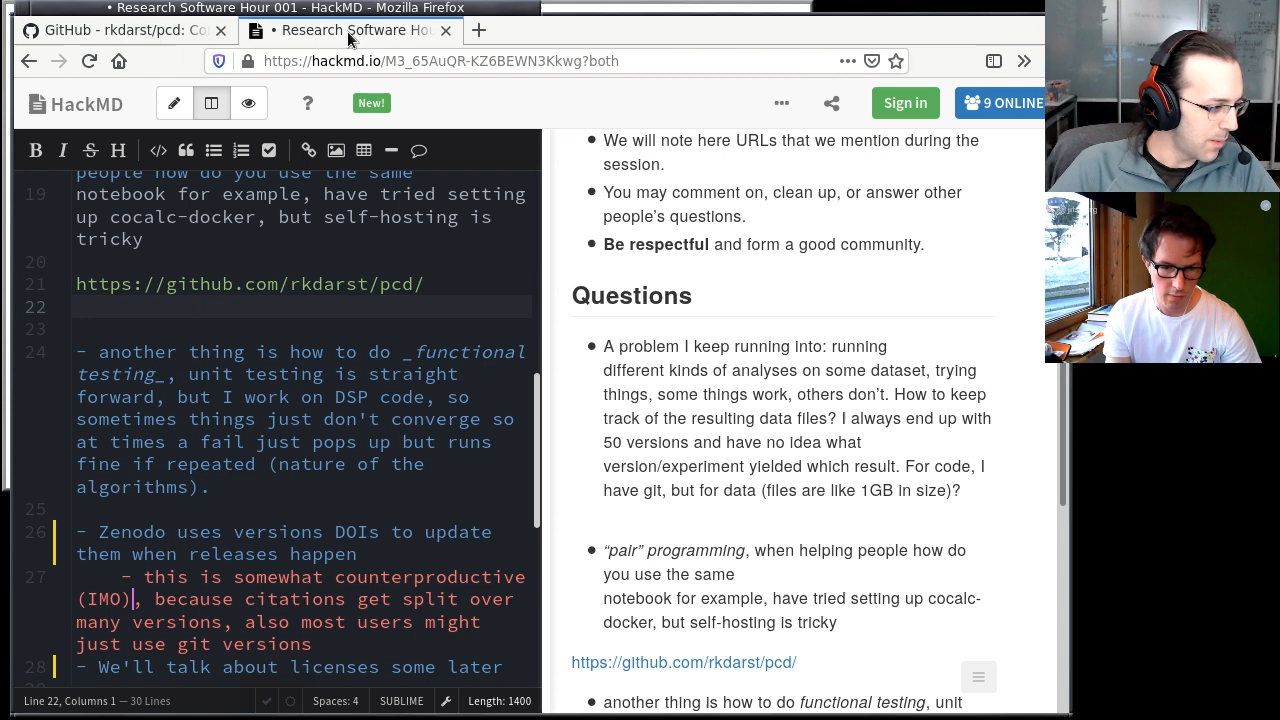 • Research Software Hour 001 - HackMD - Mozilla Firefox
GitHub - rkdarst/pcd: Co
• Research Software Hou
https://hackmd.io/M3_65AuQR-KZ6BEWN3Kkwg?both
HackMD
New!
Sign in
9 ONLINE
B I S H
people how do you use the same
19 notebook for example, have tried setting
up cocalc-docker, but self-hosting is
tricky
20
21 https://github.com/rkdarst/pcd/
22
23
24 - another thing is how to do _functional
testing_, unit testing is straight
forward, but I work on DSP code, so
sometimes things just don't converge so
at times a fail just pops up but runs
fine if repeated (nature of the
algorithms).
25
26 - Zenodo uses versions DOIs to update
them when releases happen
27 - this is somewhat counterproductive
(IMO), because citations get split over
many versions, also most users might
just use git versions
28 - We'll talk about licenses some later
Line 22, Columns 1 — 30 Lines
Spaces: 4
SUBLIME
Length: 1400
We will note here URLs that we mention during the
session.
You may comment on, clean up, or answer other
people's questions.
Be respectful and form a good community.
Questions
A problem I keep running into: running
different kinds of analyses on some dataset, trying
things, some things work, others don't. How to keep
track of the resulting data files? I always end up with
50 versions and have no idea what
version/experiment yielded which result. For code, I
have git, but for data (files are like 1GB in size)?
"pair" programming, when helping people how do
you use the same
notebook for example, have tried setting up cocalc-
docker, but self-hosting is tricky
https://github.com/rkdarst/pcd/
another thing is how to do functional testing, unit